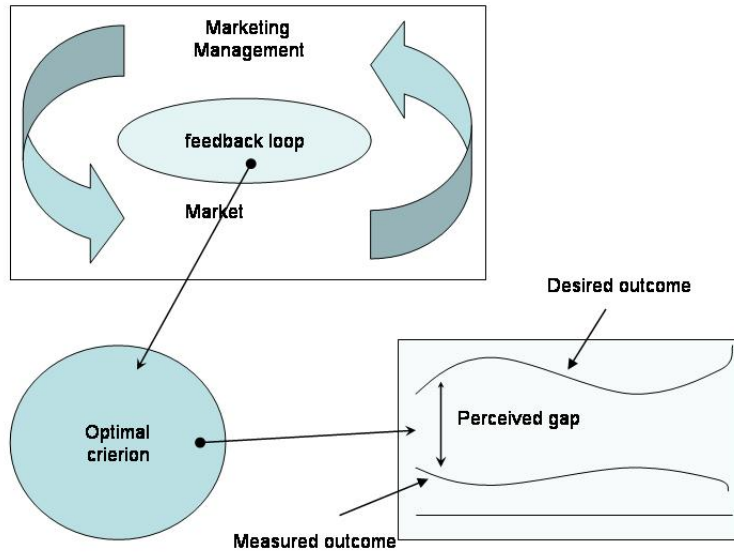 Marketing
Management
feedback loop
Market
Desired outcome
Perceived gap
Optimal
crierion
Measured outcome